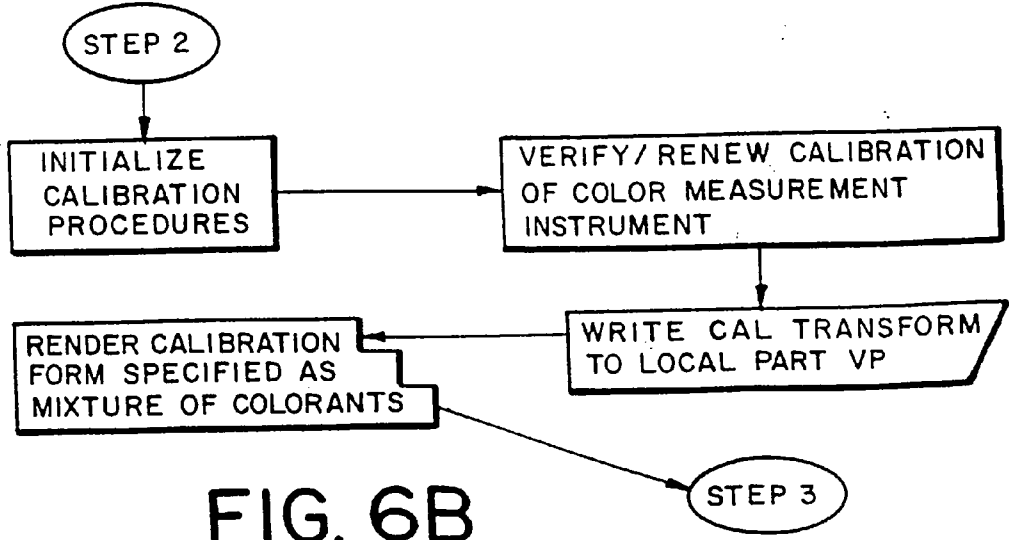 STEP 2
INITIALIZE
CALIBRATION
PROCEDURES
VERIFY/RENEW CALIBRATION
OF COLOR MEASUREMENT
INSTRUMENT
WRITE CAL TRANSFORM
TO LOCAL PART VP
RENDER CALIBRATION
FORM SPECIFIED AS
MIXTURE OF COLORANTS
STEP 3
FIG. 6B